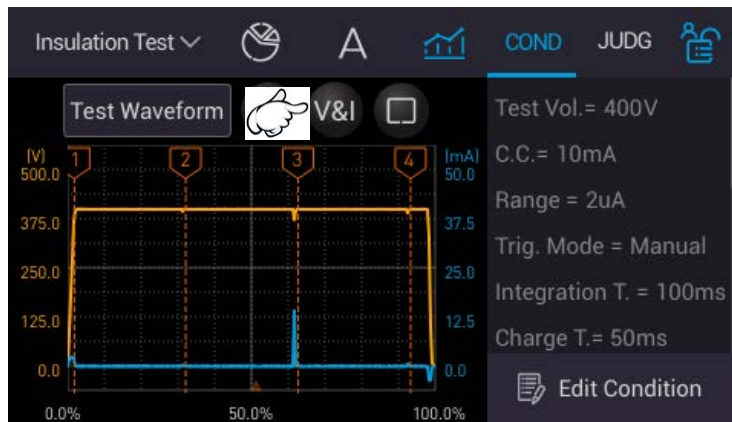 Insulation Test
A
COND
JUDG
Test Waveform
V&I
(V)
500.0
375.0
250.0
125.0
0.0
1
2
3
4
(mA)
50.0
37.5
25.0
12.5
0.0
0.0%
50.0%
100.0%
Test Vol.= 400V
C.C.= 10mA
Range = 2uA
Trig. Mode = Manual
Integration T. = 100ms
Charge T.= 50ms
Edit Condition